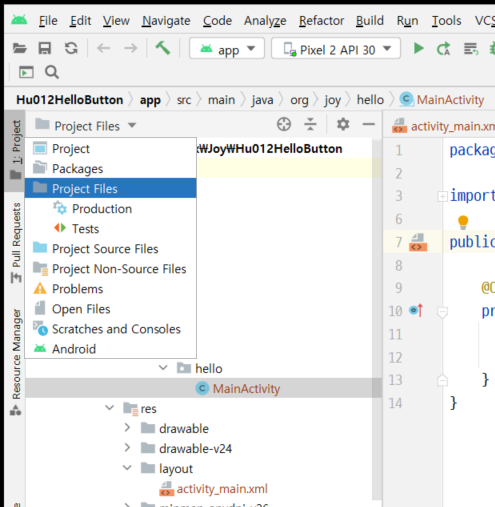 File Edit View Navigate Code Analyze Refactor Build Run Tools VCS
app Pixel 2 API 30
Hu012HelloButton app src main java org joy hello MainActivity
1: Project
Project Files
activity_main.xm
Project
₩Joy₩Hu012HelloButton
Packages
Project Files
Production
Tests
Project Source Files
Project Non-Source Files
Problems
Open Files
Scratches and Consoles
Android
hello
MainActivity
res
drawable
drawable-v24
layout
activity_main.xml
Pull Requests
Resource Manager
1 packag
2
3 import
6
7 public
8
9 @O
10 pr
11
12
13 }
14 }